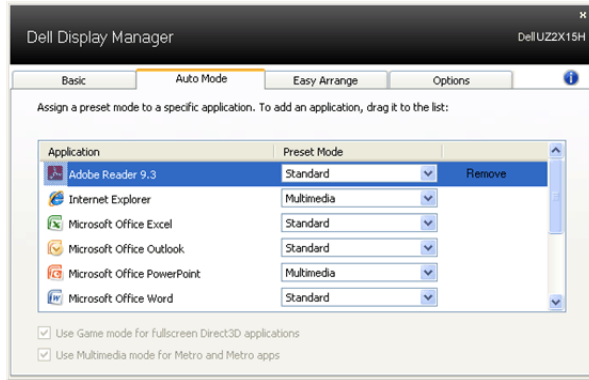 Dell Display Manager
Dell UZ2X15H
Basic Auto Mode Easy Arrange Options
Assign a preset mode to a specific application. To add an application, drag it to the list:
Application Preset Mode
Adobe Reader 9.3 Standard Remove
Internet Explorer Multimedia
Microsoft Office Excel Standard
Microsoft Office Outlook Standard
Microsoft Office PowerPoint Multimedia
Microsoft Office Word Standard
Use Game mode for fullscreen Direct3D applications
Use Multimedia mode for Metro and Metro apps